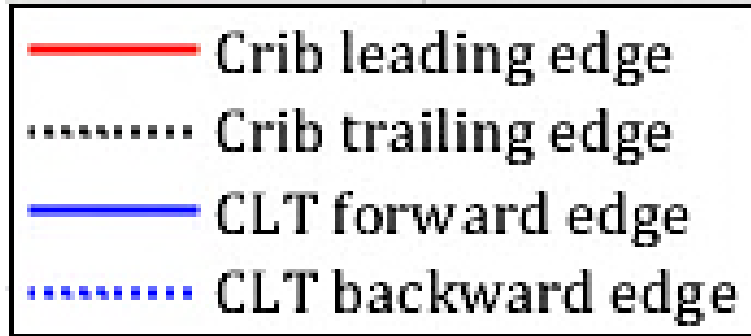 Crib leading edge
Crib trailing edge
CLT forward edge
CLT backward edge